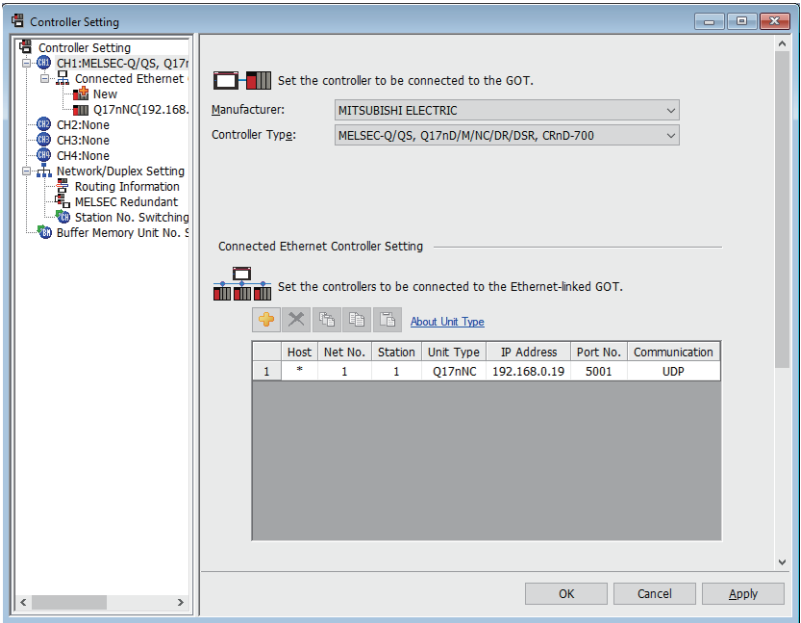 Controller Setting
Controller Setting
CH1:MELSEC-Q/QS, Q17n
Connected Ethernet
New
Q17nNC(192.168.
CH2:None
CH3:None
CH4:None
Network/Duplex Setting
Routing Information
MELSEC Redundant
Station No. Switching
Buffer Memory Unit No. S
Set the controller to be connected to the GOT.
Manufacturer: MITSUBISHI ELECTRIC
Controller Type: MELSEC-Q/QS, Q17nD/M/NC/DR/DSR, CRnD-700
Connected Ethernet Controller Setting
Set the controllers to be connected to the Ethernet-linked GOT.
About Unit Type
Host Net No. Station Unit Type IP Address Port No. Communication
1 * 1 1 Q17nNC 192.168.0.19 5001 UDP
OK Cancel Apply